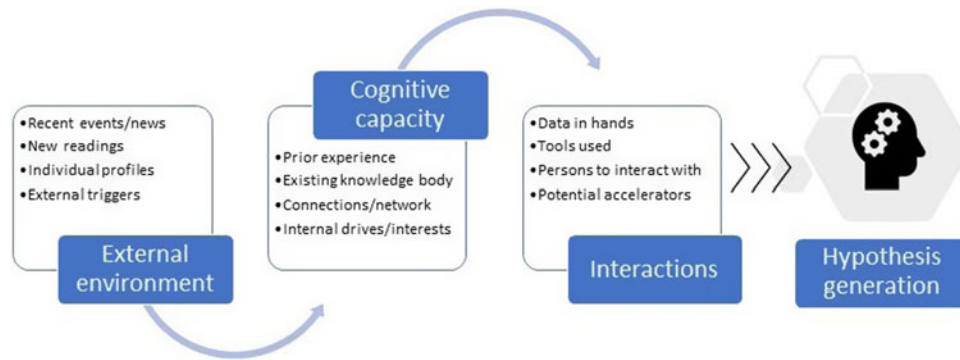 •Recent events/news
•New readings
•Individual profiles
•External triggers
External
environment
Cognitive
capacity
•Prior experience
•Existing knowledge body
•Connections/network
•Internal drives/interests
•Data in hands
•Tools used
•Persons to interact with
•Potential accelerators
Interactions
Hypothesis
generation